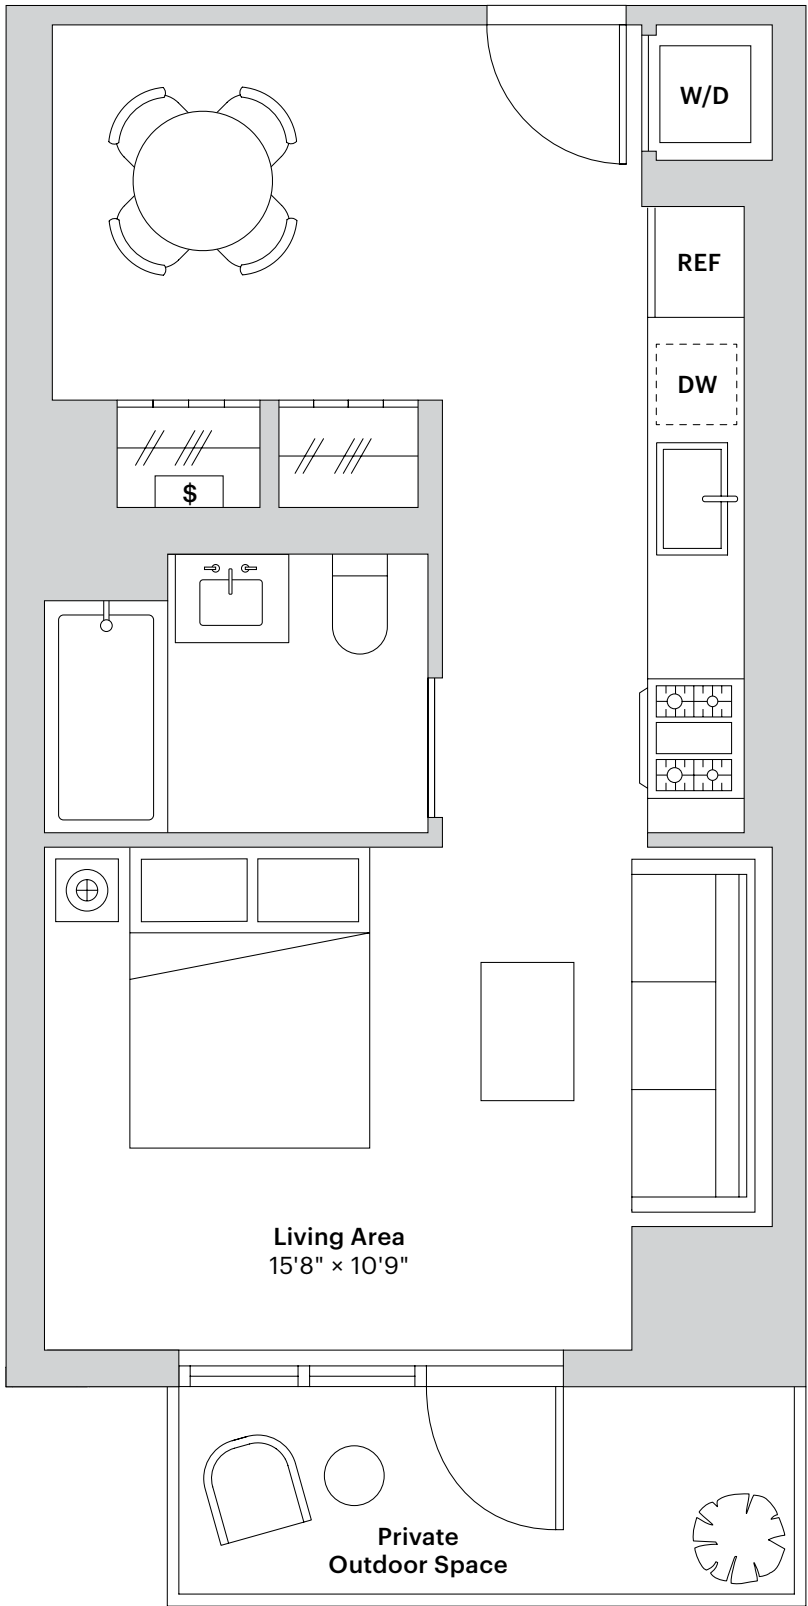 W/D
REF
DW
$
Living Area
15'8" × 10'9"
Private
Outdoor Space